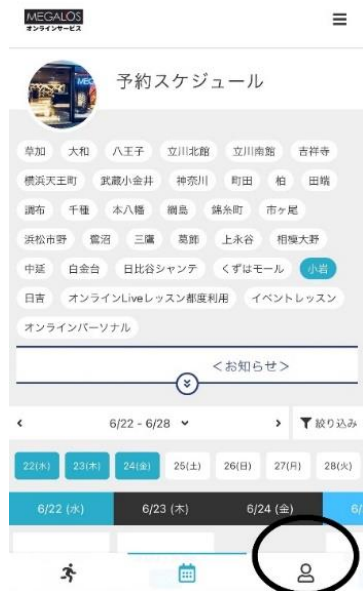 MEGALOS
オンラインサービス
予約スケジュール
草加 大和 八王子 立川北館 立川南館 吉祥寺
横浜天王町 武蔵小金井 神奈川 町田 柏 田端
調布 千種 本八幡 綱島 錦糸町 市ヶ尾
浜松市野 鷺沼 三鷹 葛飾 上永谷 相模大野
中延 白金台 日比谷シャンテ くずはモール 小岩
日吉 オンラインLiveレッスン都度利用 イベントレッスン
オンラインパーソナル
<お知らせ>
6/22 - 6/28 絞り込み
22(水) 23(木) 24(金) 25(土) 26(日) 27(月) 28(火)
6/22 (水) 6/23 (木) 6/24 (金) 6/